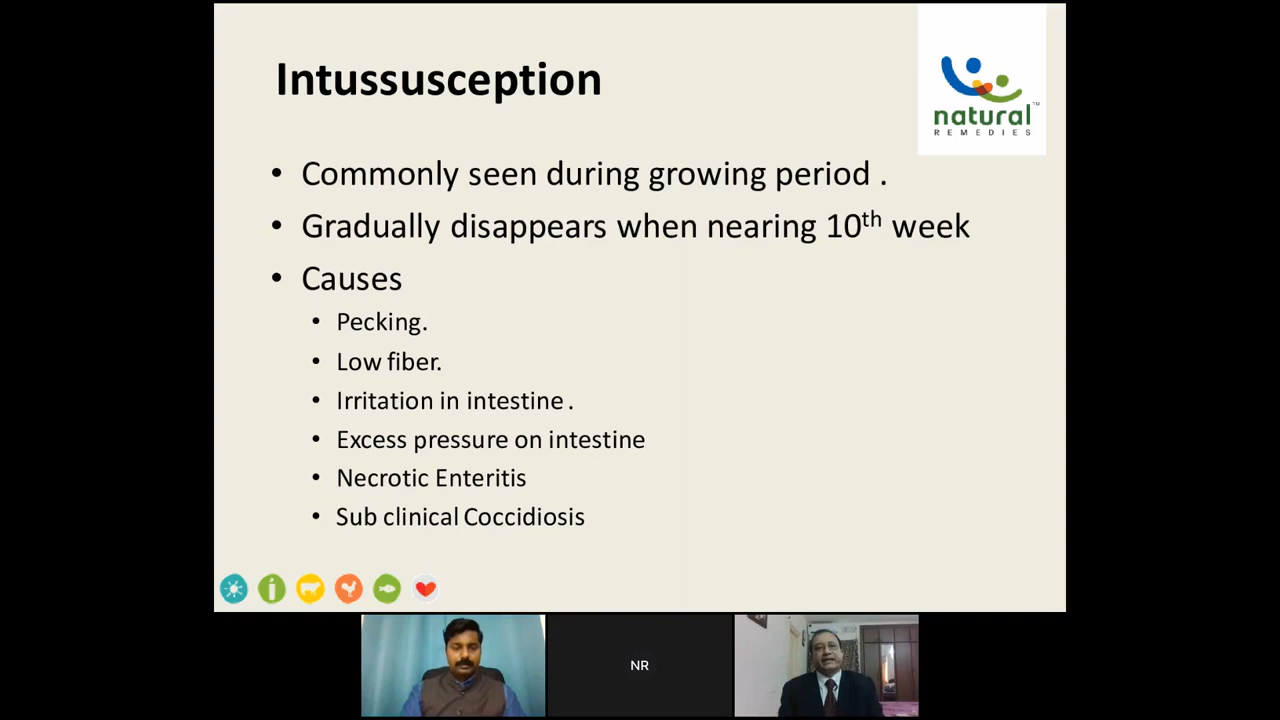 Intussusception
natural™
REMEDIES
• Commonly seen during growing period .
• Gradually disappears when nearing 10th week
• Causes
• Pecking.
• Low fiber.
• Irritation in intestine .
• Excess pressure on intestine
• Necrotic Enteritis
• Sub clinical Coccidiosis
NR